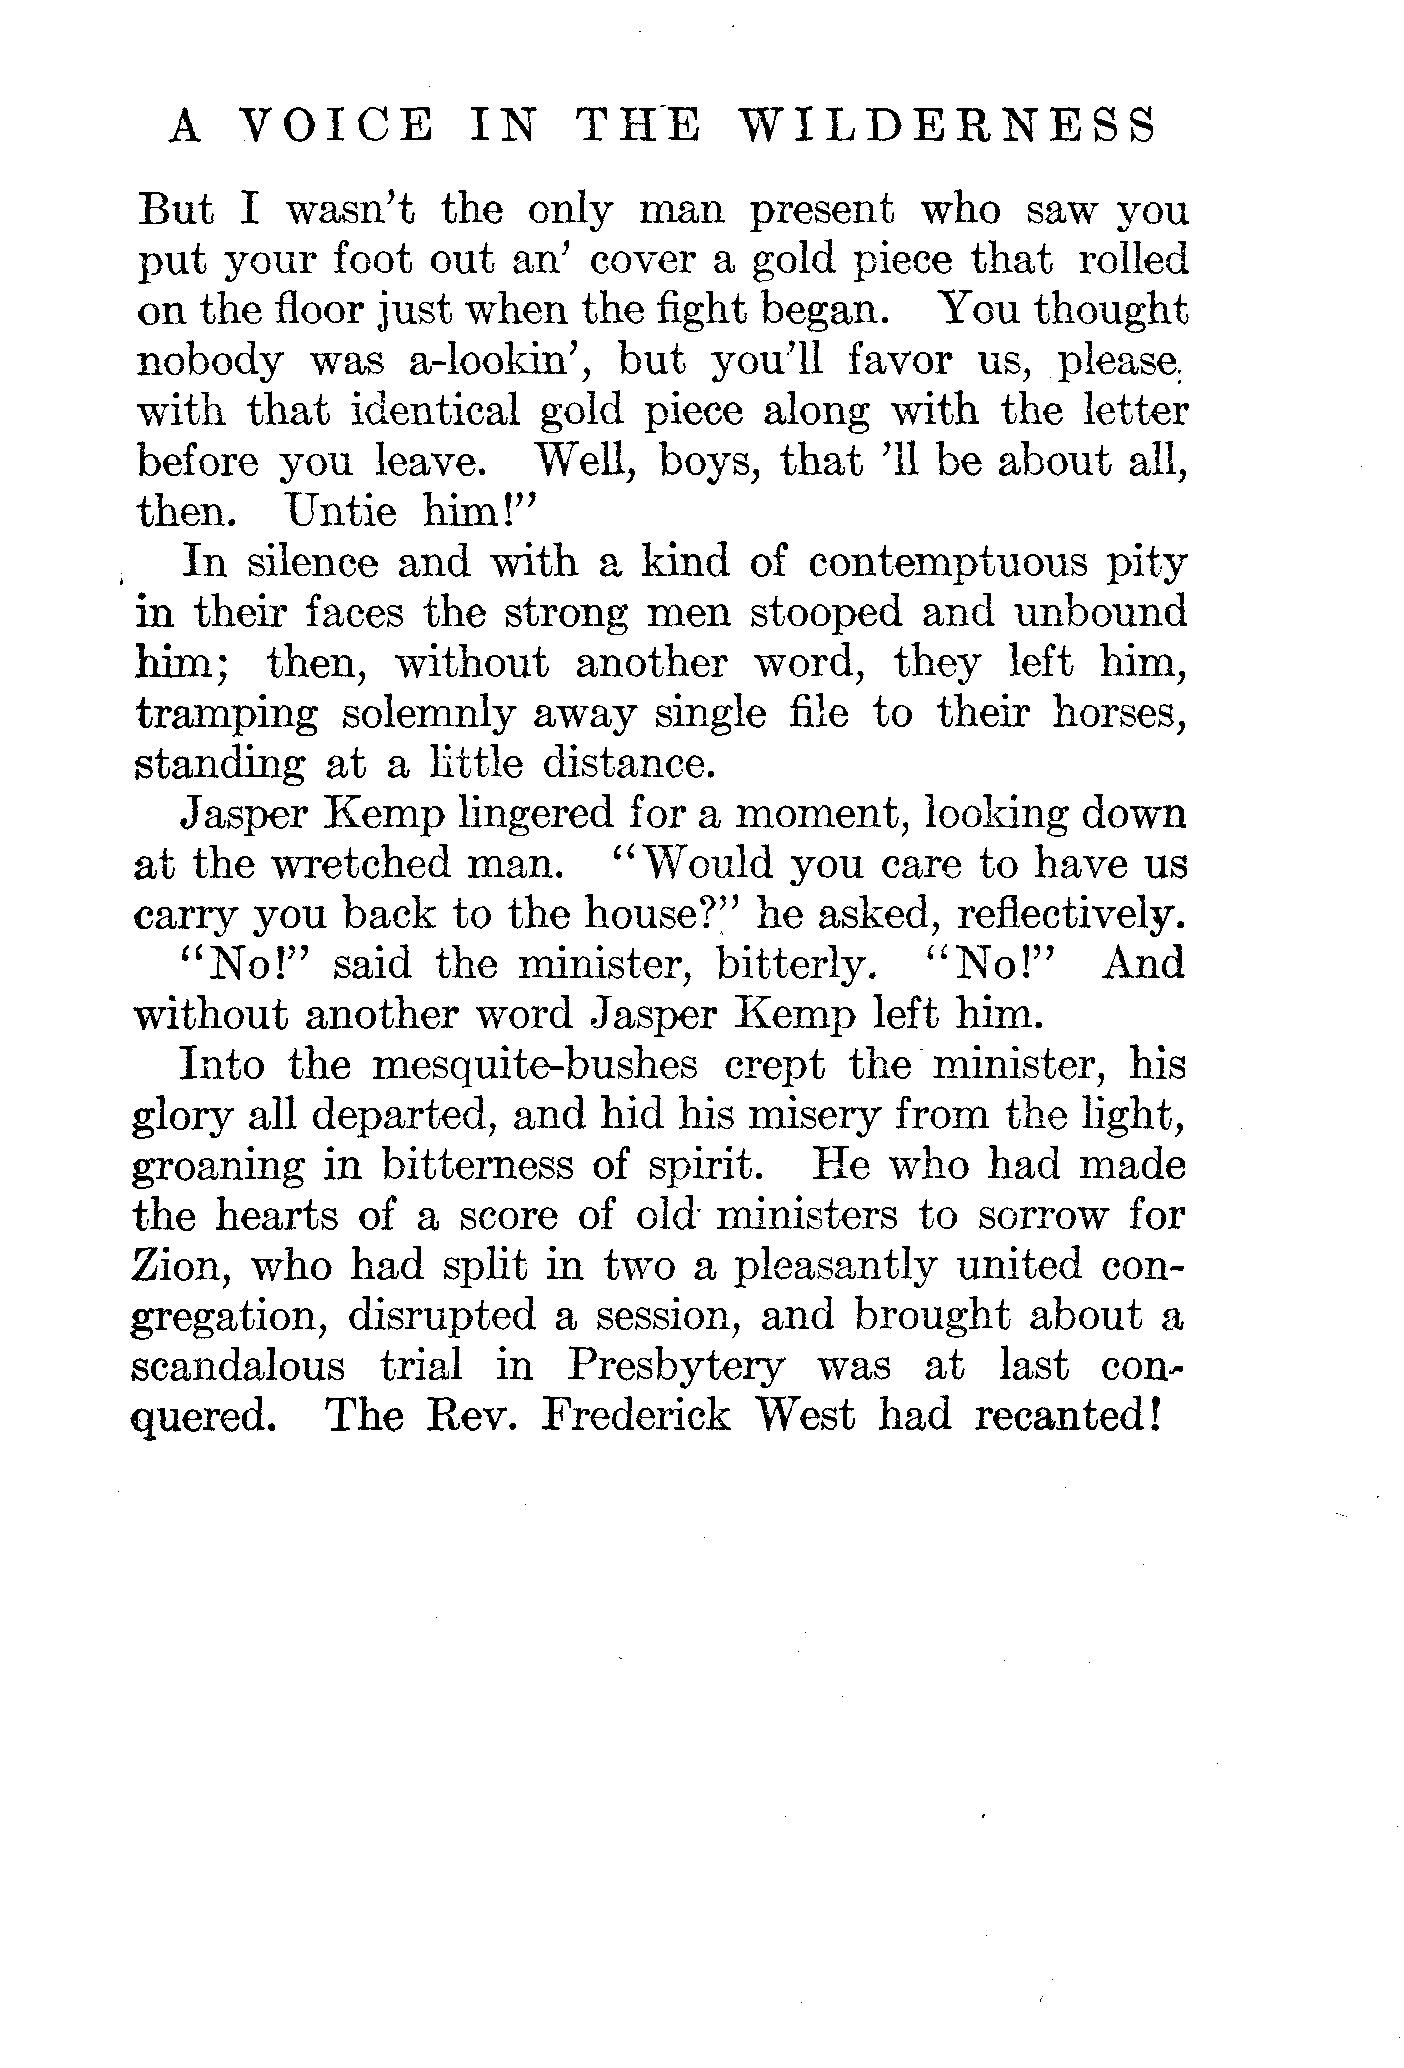 A VOICE IN THE WILDERNESS
But I wasn't the only man present who saw you
put your foot out an' cover a gold piece that rolled
on the floor just when the fight began. You thought
nobody was a-lookin', but you'll favor us, please,
with that identical gold piece along with the letter
before you leave. Well, boys, that 'll be about all,
then. Untie him!”
In silence and with a kind of contemptuous pity
in their faces the strong men stooped and unbound
him; then, without another word, they left him,
tramping solemnly away single file to their horses,
standing at a little distance.
Jasper Kemp lingered for a moment, looking down
at the wretched man. “Would you care to have us
carry you back to the house?” he asked, reflectively.
“No!” said the minister, bitterly. “No!” And
without another word Jasper Kemp left him.
Into the mesquite-bushes crept the minister, his
glory all departed, and hid his misery from the light,
groaning in bitterness of spirit. He who had made
the hearts of a score of old ministers to sorrow for
Zion, who had split in two a pleasantly united con-
gregation, disrupted a session, and brought about a
scandalous trial in Presbytery was at last con-
quered. The Rev. Frederick West had recanted!